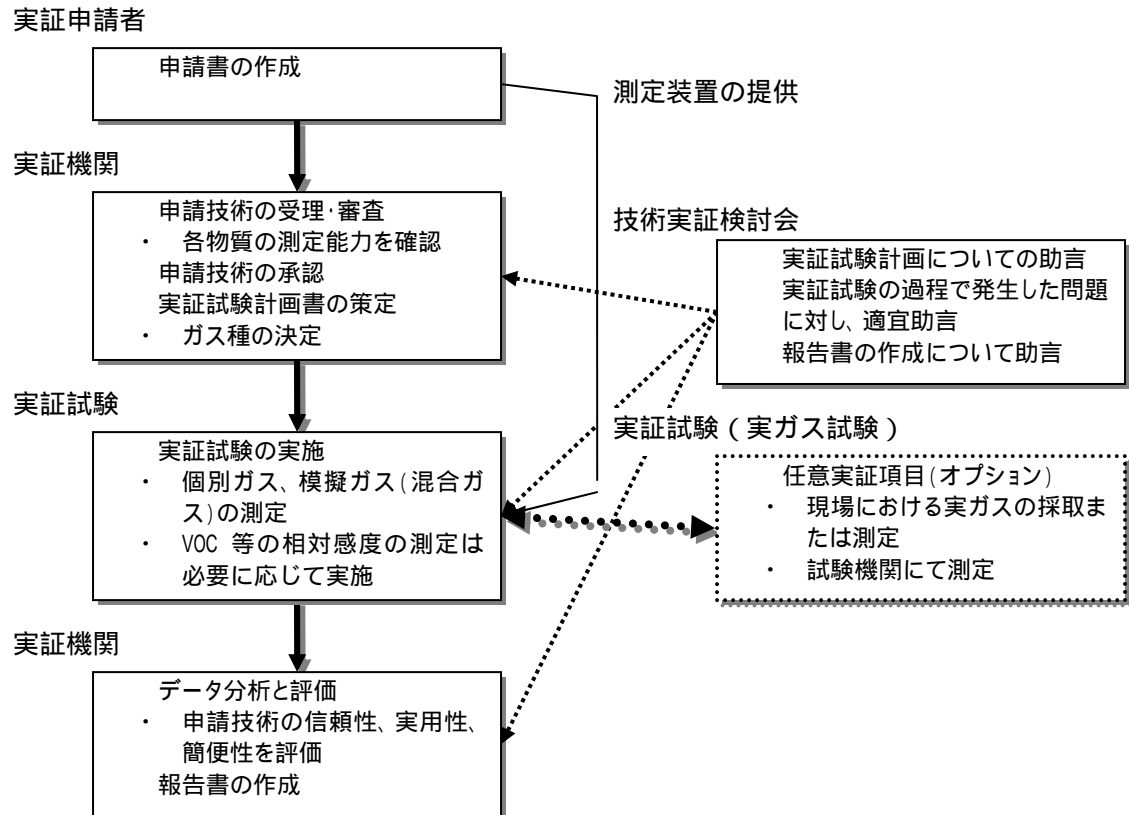 実証申請者
申請書の作成
測定装置の提供
実証機関
申請技術の受理・審査
・ 各物質の測定能力を確認
申請技術の承認
実証試験計画書の策定
・ ガス種の決定
技術実証検討会
実証試験計画についての助言
実証試験の過程で発生した問題
に対し、適宜助言
報告書の作成について助言
実証試験
実証試験の実施
・ 個別ガス、模擬ガス(混合ガ
ス)の測定
・ VOC 等の相対感度の測定は
必要に応じて実施
実証試験(実ガス試験)
任意実証項目(オプション)
・ 現場における実ガスの採取ま
たは測定
・ 試験機関にて測定
実証機関
データ分析と評価
・ 申請技術の信頼性、実用性、
簡便性を評価
報告書の作成